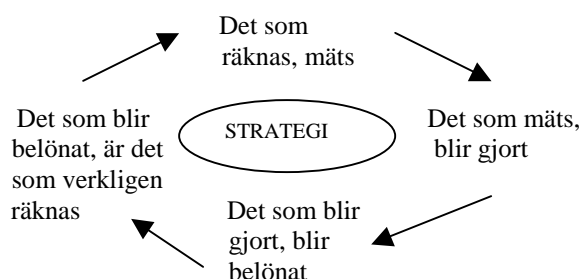 Det som
räknas, mäts
Det som mäts,
blir gjort
Det som blir
gjort, blir
belönat
Det som blir
belönat, är det
som verkligen
räknas
STRATEGI